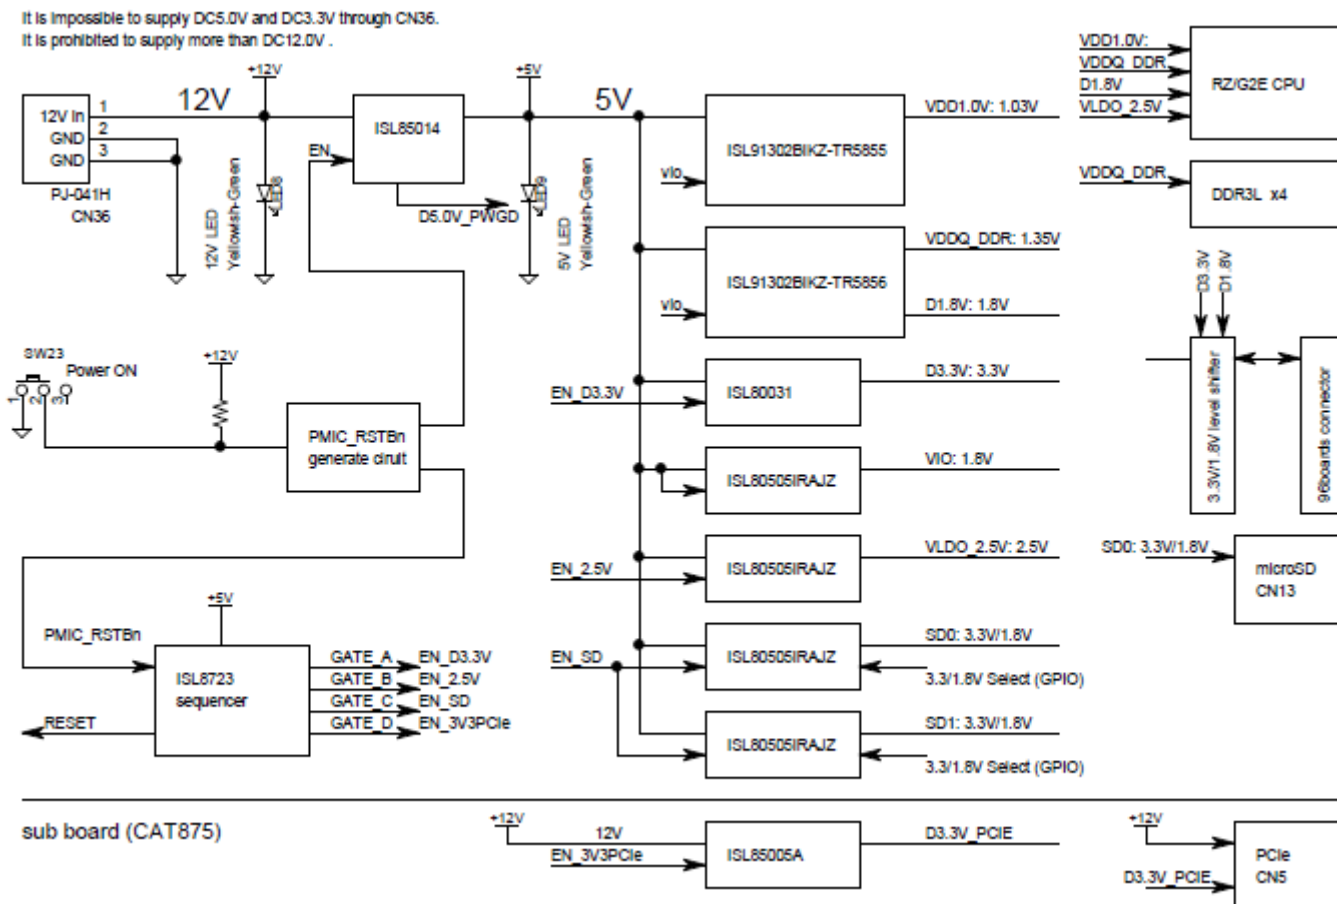 It is impossible to supply DC5.0V and DC3.3V through CN36.
It is prohibited to supply more than DC12.0V .
12V In
GND
GND
1
2
3
PJ-041H
CN36
12V
+12V
12V LED
Yellowish-Green
LED8
EN
ISL85014
D5.0V_PWGD
+5V
5V LED
Yellowish-Green
LED9
5V
vio
ISL91302BIKZ-TR5855
VDD1.0V: 1.03V
vio
ISL91302BIKZ-TR5856
VDDQ_DDR: 1.35V
D1.8V: 1.8V
EN_D3.3V
ISL80031
D3.3V: 3.3V
ISL80505IRAJZ
VIO: 1.8V
EN_2.5V
ISL80505IRAJZ
VLDO_2.5V: 2.5V
EN_SD
ISL80505IRAJZ
SD0: 3.3V/1.8V
3.3/1.8V Select (GPIO)
ISL80505IRAJZ
SD1: 3.3V/1.8V
3.3/1.8V Select (GPIO)
VDD1.0V:
VDDQ_DDR
D1.8V
VLDO_2.5V
RZ/G2E CPU
VDDQ_DDR
DDR3L x4
D3.3V
D1.8V
3.3V/1.8V level shifter
96boards connector
SD0: 3.3V/1.8V
microSD
CN13
SW23
Power ON
1
2
3
+12V
PMIC_RSTBn
generate ciruit
PMIC_RSTBn
+5V
ISL8723
sequencer
RESET
GATE_A EN_D3.3V
GATE_B EN_2.5V
GATE_C EN_SD
GATE_D EN_3V3PCIe
sub board (CAT875)
+12V
12V
EN_3V3PCIe
ISL85005A
D3.3V_PCIE
+12V
D3.3V_PCIE
PCIe
CN5